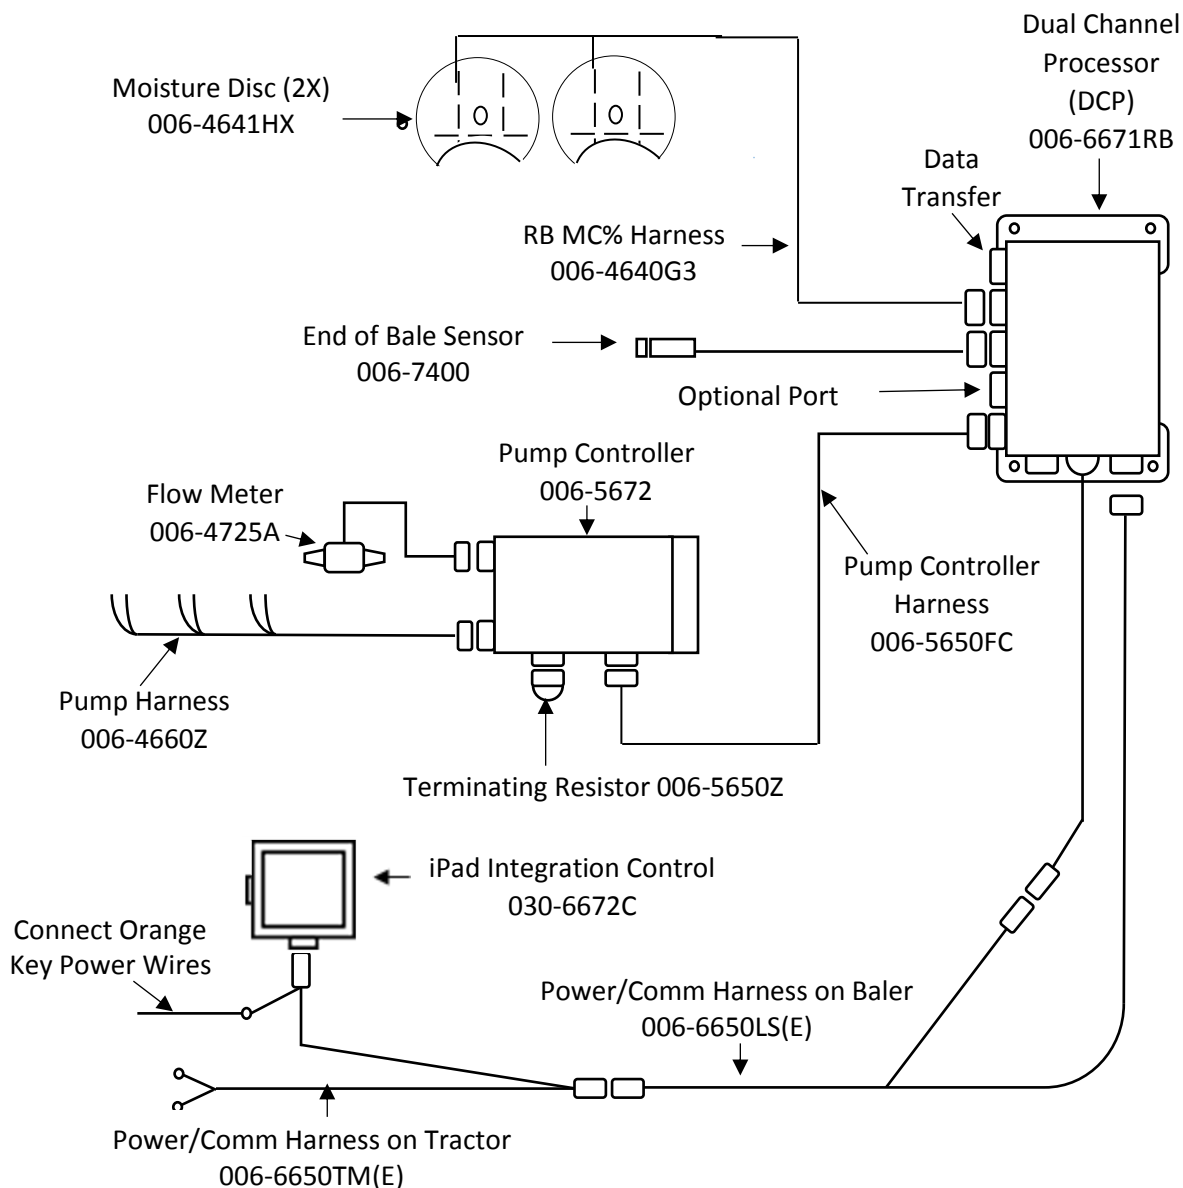 Dual Channel
Processor
(DCP)
006-6671RB
Moisture Disc (2X)
006-4641HX
Data
Transfer
RB MC% Harness
006-4640G3
End of Bale Sensor
006-7400
Optional Port
Pump Controller
006-5672
Flow Meter
006-4725A
Pump Controller
Harness
006-5650FC
Pump Harness
006-4660Z
Terminating Resistor 006-5650Z
iPad Integration Control
030-6672C
Connect Orange
Key Power Wires
Power/Comm Harness on Baler
006-6650LS(E)
Power/Comm Harness on Tractor
006-6650TM(E)